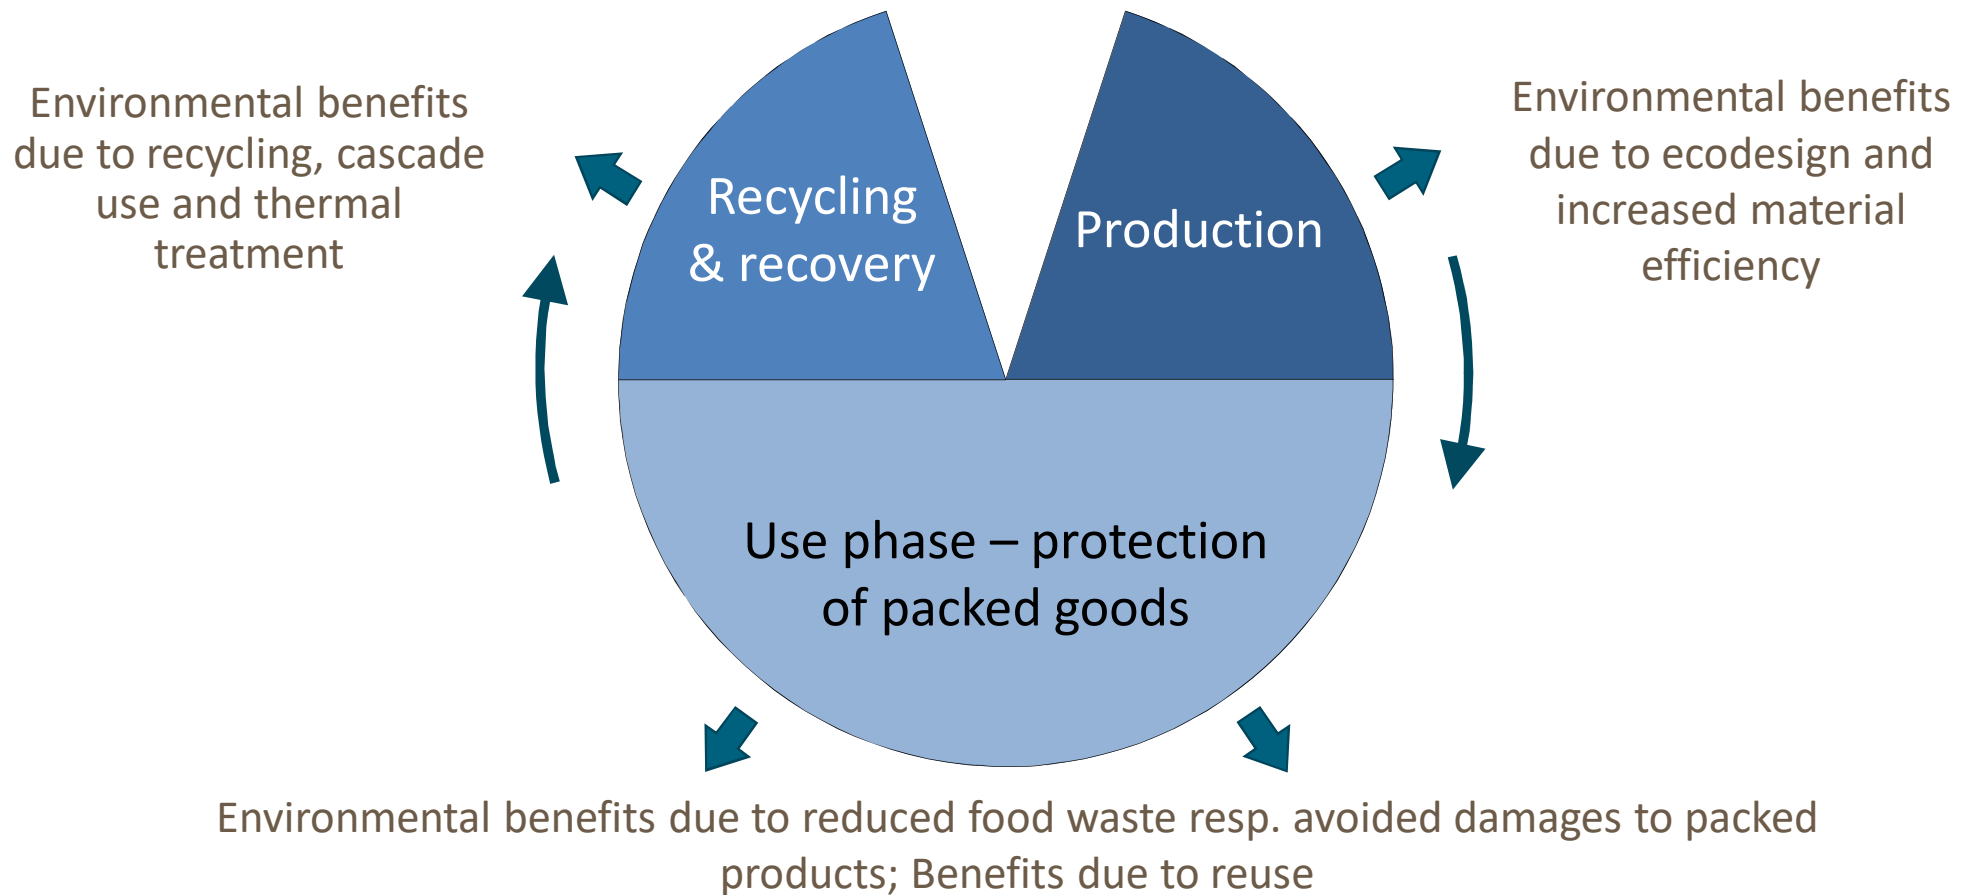 Environmental benefits
due to recycling, cascade
use and thermal
treatment
Recycling
& recovery
Production
Environmental benefits
due to ecodesign and
increased material
efficiency
Use phase – protection
of packed goods
Environmental benefits due to reduced food waste resp. avoided damages to packed
products; Benefits due to reuse